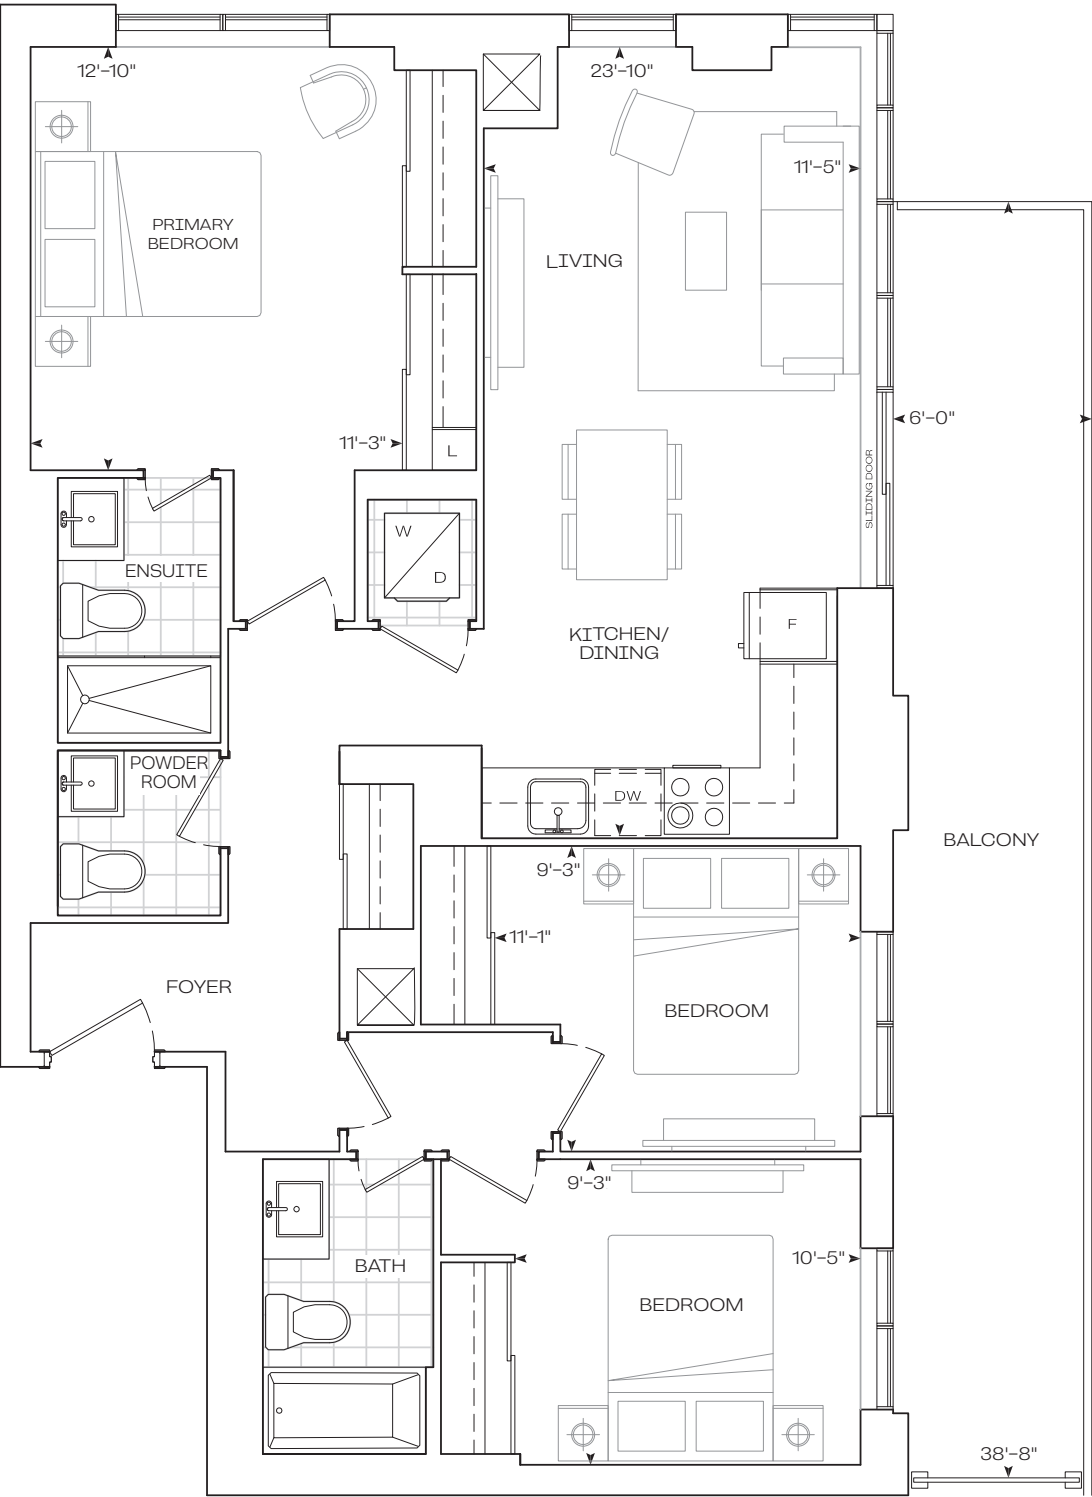 12'-10"
23'-10"
11'-5"
PRIMARY
BEDROOM
LIVING
6'-0"
11'-3"
L
SLIDING DOOR
W
D
ENSUITE
F
KITCHEN/
DINING
POWDER
ROOM
DW
BALCONY
9'-3"
11'-1"
FOYER
BEDROOM
9'-3"
10'-5"
BATH
BEDROOM
38'-8"